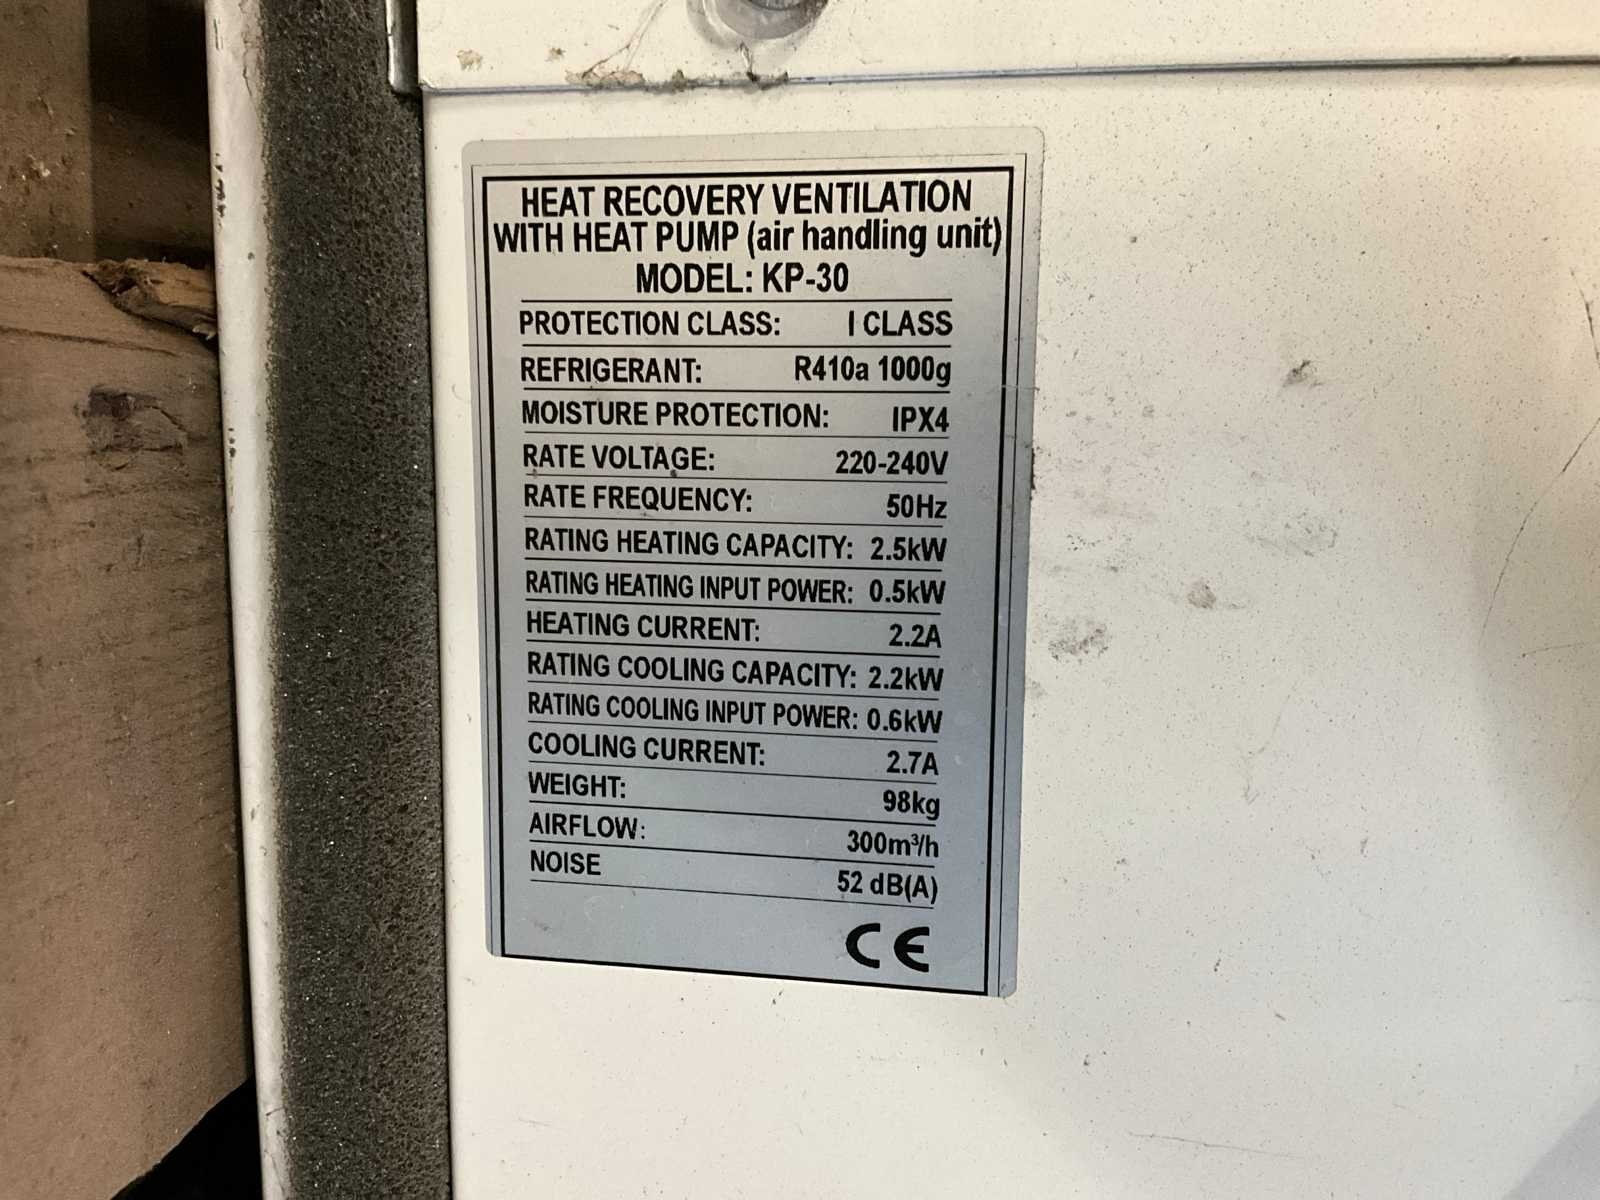 HEAT RECOVERY VENTILATION
WITH HEAT PUMP (air handling unit)
MODEL: KP-30
PROTECTION CLASS: I CLASS
REFRIGERANT: R410a 1000g
MOISTURE PROTECTION: IPX4
RATE VOLTAGE: 220-240V
RATE FREQUENCY: 50Hz
RATING HEATING CAPACITY: 2.5kW
RATING HEATING INPUT POWER: 0.5kW
HEATING CURRENT: 2.2A
RATING COOLING CAPACITY: 2.2kW
RATING COOLING INPUT POWER: 0.6kW
COOLING CURRENT: 2.7A
WEIGHT: 98kg
AIRFLOW: 300m³/h
NOISE 52 dB(A)
CE